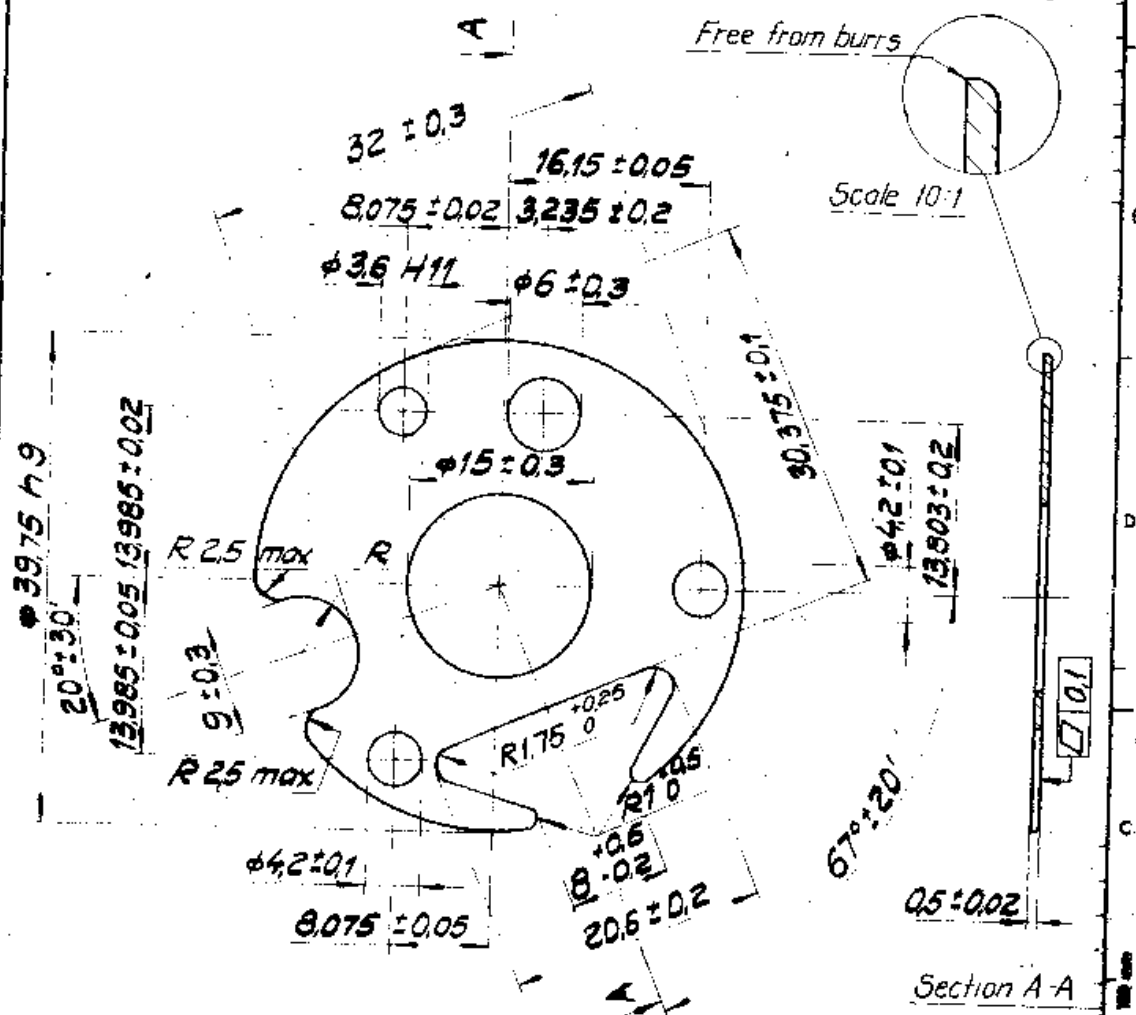 A
Free from burrs
32 ± 0,3
16,15 ± 0,05
Scale 10:1
8,075 ± 0,02
3,235 ± 0,2
ϕ3,6 H11
ϕ6 ± 0,3
30,375 ± 0,1
ϕ39,75 h9
13,985 ± 0,02
ϕ15 ± 0,3
ϕ4,2 ± 0,1
13,803 ± 0,2
D
R 2,5 max
R
20° ± 30'
13,985 ± 0,05
9 ± 0,3
R1,75 +0,25 0
0,1
R 2,5 max
R1 +0,5 0
67° ± 20'
C
ϕ4,2 ± 0,1
8 +0,6 -0,2
20,6 ± 0,2
0,5 ± 0,02
8,075 ± 0,05
A
Section A-A